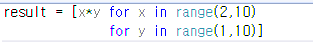 result = [x*y for x in range(2,10)
for y in range(1,10)]